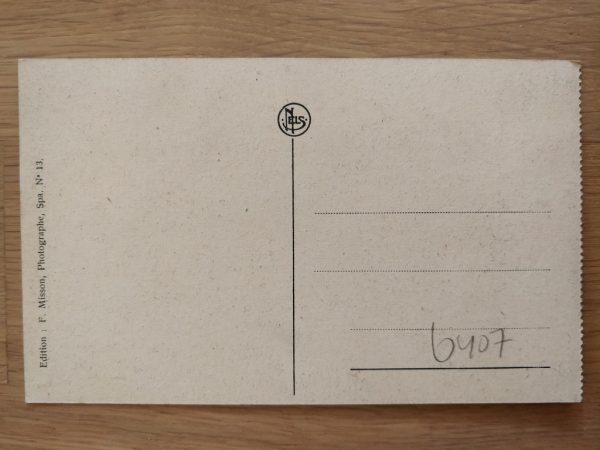 Edition : F. Misson, Photographe, Spa. N° 13.
NELS
6407